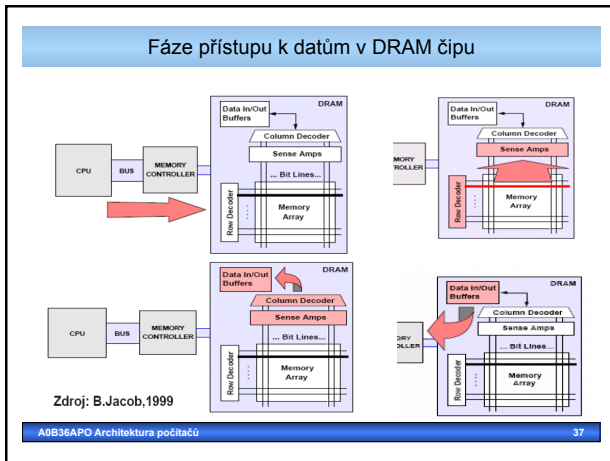 Fáze přístupu k datům v DRAM čipu
DRAM
Data In/Out
Buffers
Column Decoder
Sense Amps
... Bit Lines...
CPU
BUS
MEMORY
CONTROLLER
Row Decoder
Memory
Array
DRAM
Data In/Out
Buffers
Column Decoder
Sense Amps
MORY
ROLLER
Row Decoder
Memory
Array
DRAM
Data In/Out
Buffers
Column Decoder
Sense Amps
... Bit Lines...
CPU
BUS
MEMORY
CONTROLLER
Row Decoder
Memory
Array
DRAM
Data In/Out
Buffers
Column Decoder
Sense Amps
... Bit Lines...
ORY
OLLER
Row Decoder
Memory
Array
Zdroj: B.Jacob,1999
A0B36APO Architektura počítačů
37